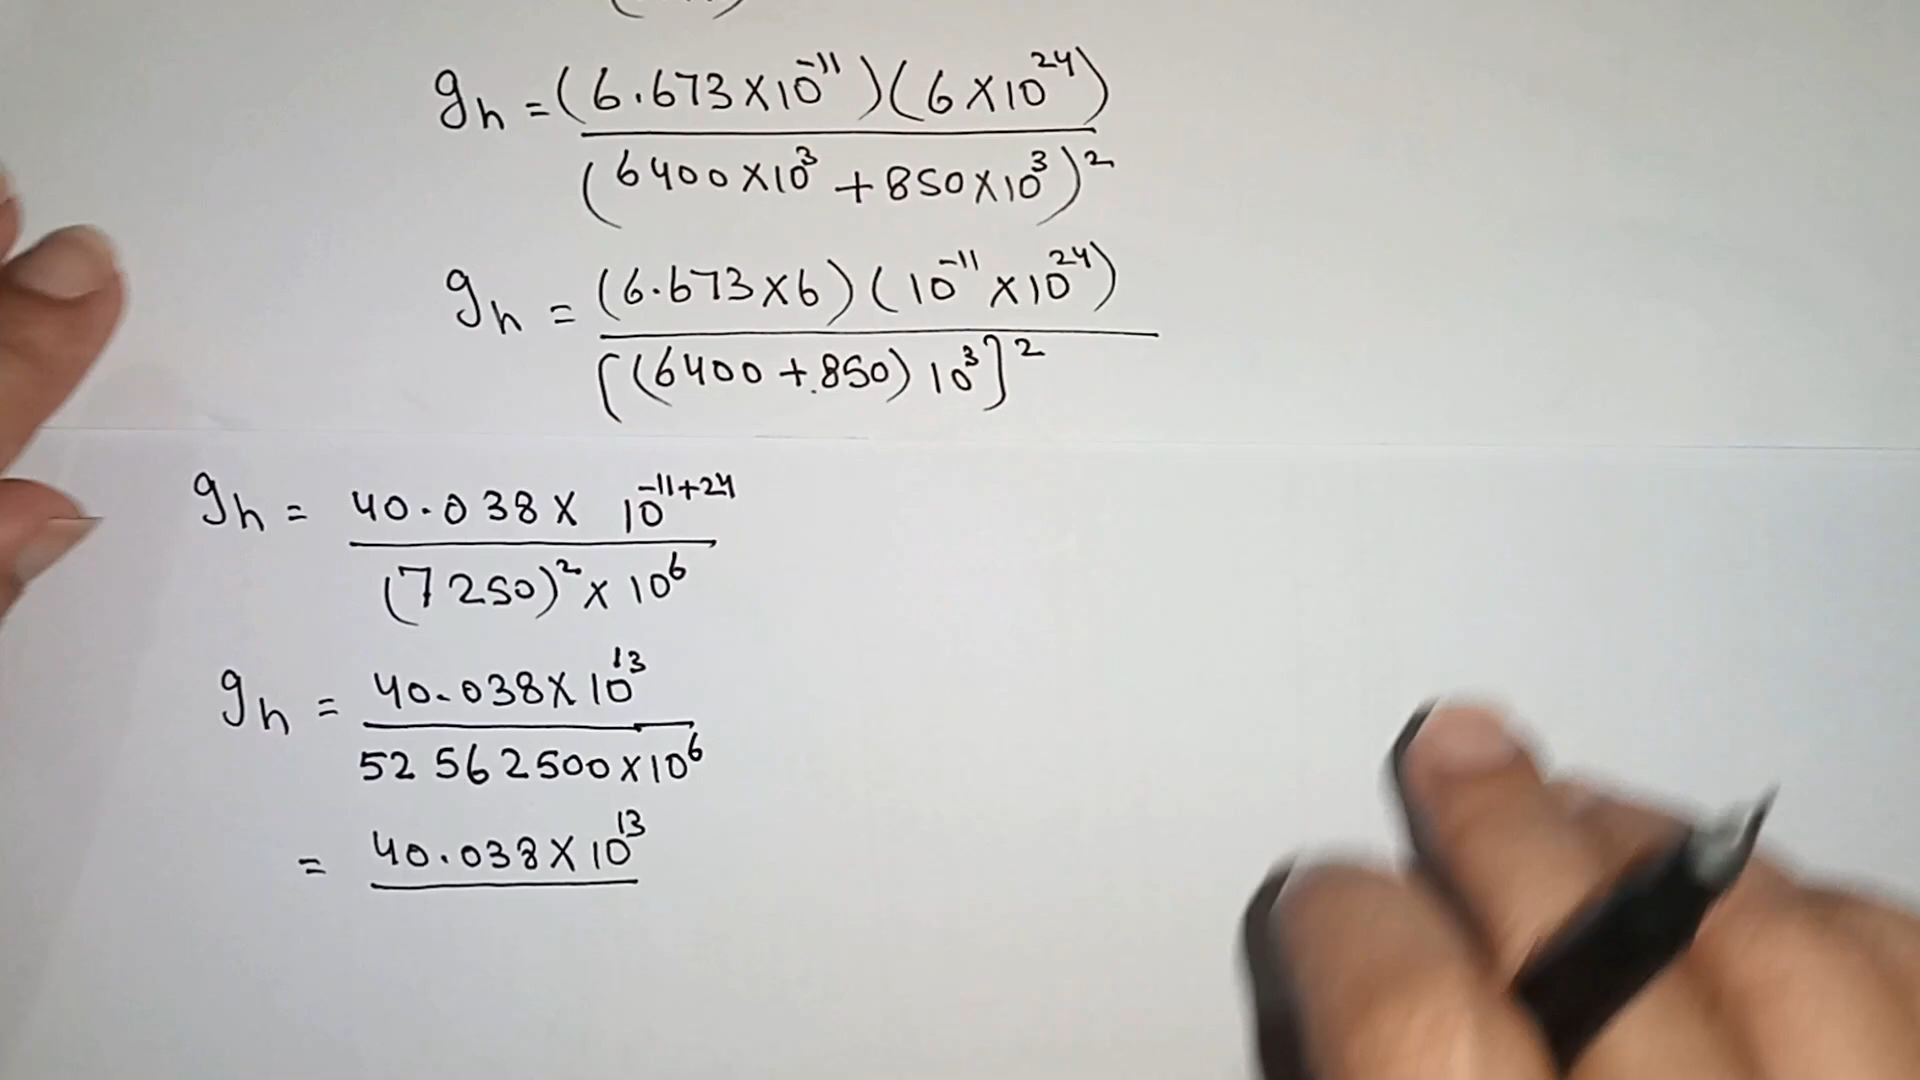 gh = (6.673×10⁻¹¹)(6×10²⁴)
(6400×10³+850×10³)²
gh = (6.673×6)(10⁻¹¹×10²⁴)
[(6400+850)10³]²
gh = 40.038× 10⁻¹¹⁺²⁴
(7250)²×10⁶
gh = 40.038×10¹³
52562500×10⁶
= 40.038×10¹³